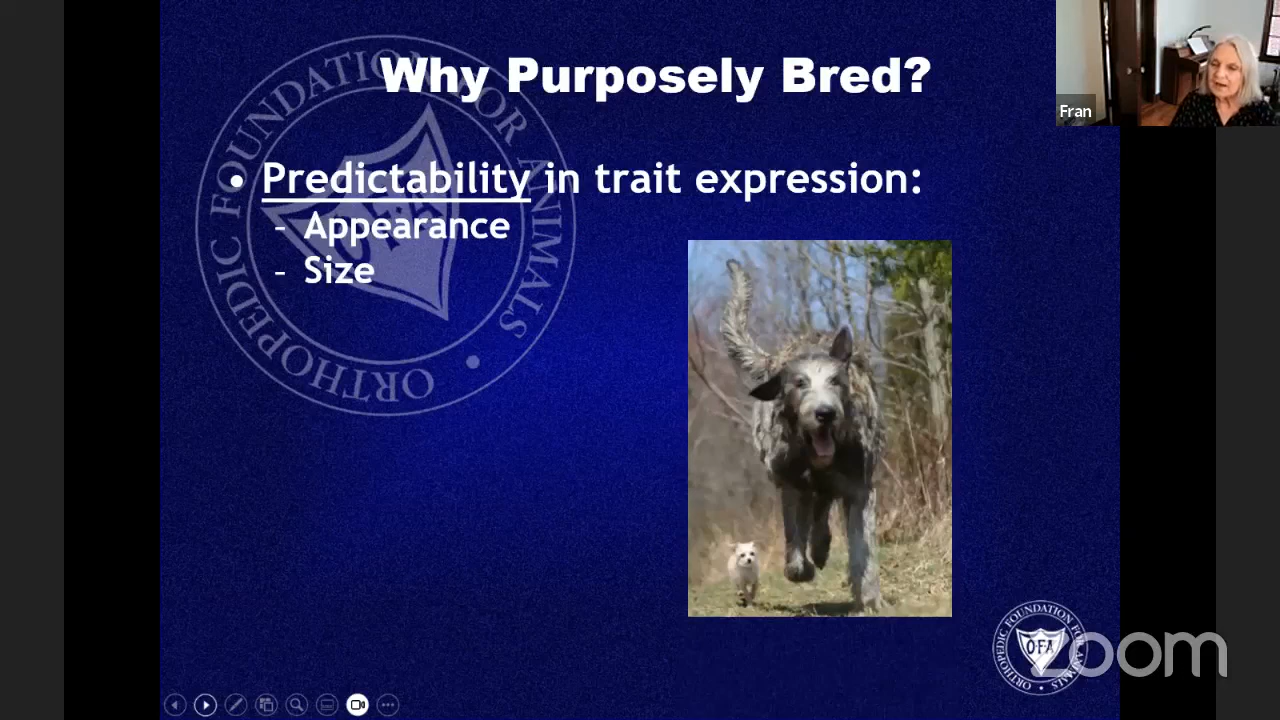 Why Purposely Bred?
Fran
• Predictability in trait expression:
- Appearance
- Size
ORTHOPEDIC FOUNDATION FOR ANIMALS
ORTHOPEDIC FOUNDATION FOR ANIMALS
OFA
zoom